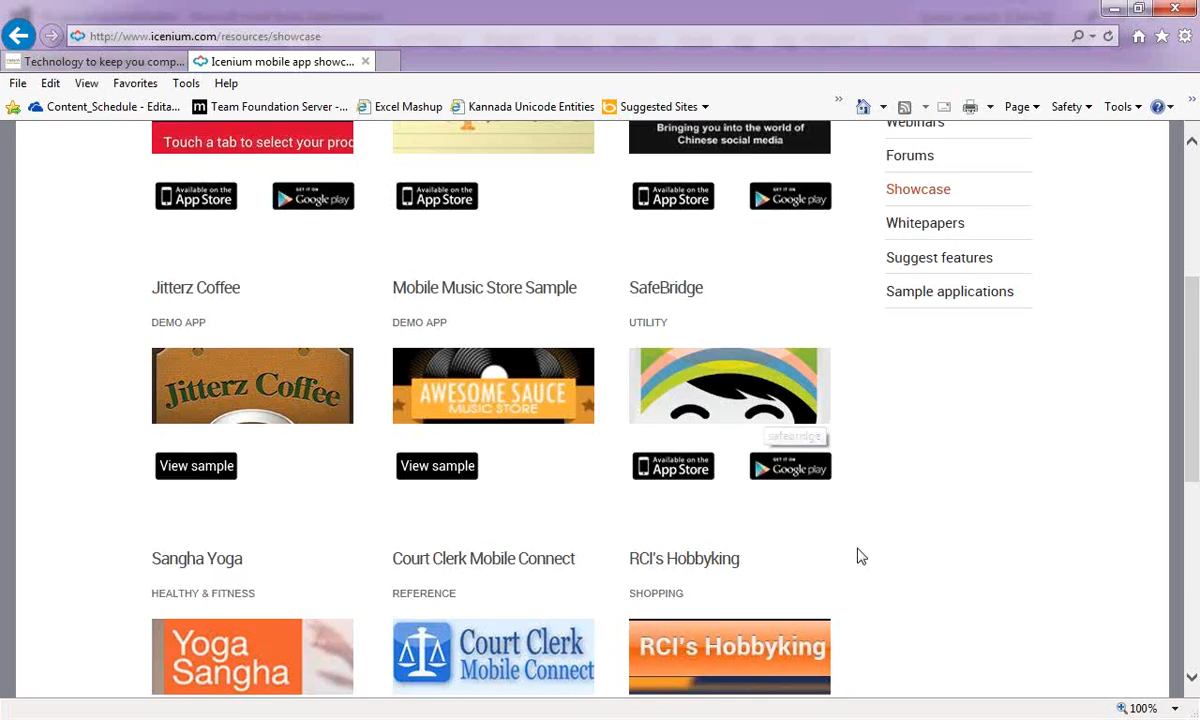 http://www.icenium.com/resources/showcase
Technology to keep you comp...
Icenium mobile app showc...
File Edit View Favorites Tools Help
Content_Schedule - Edita... Team Foundation Server -... Excel Mashup Kannada Unicode Entities Suggested Sites » Page Safety Tools »
Touch a tab to select your proc
Bringing you into the world of
Chinese social media
Webinars
Forums
Showcase
Whitepapers
Suggest features
Sample applications
Available on the
App Store
GET IT ON
Google play
Available on the
App Store
Available on the
App Store
GET IT ON
Google play
Jitterz Coffee
DEMO APP
Jitterz Coffee
View sample
Mobile Music Store Sample
DEMO APP
AWESOME SAUCE
MUSIC STORE
View sample
SafeBridge
UTILITY
safebridge
Available on the
App Store
GET IT ON
Google play
Sangha Yoga
HEALTHY & FITNESS
Yoga
Sangha
Court Clerk Mobile Connect
REFERENCE
Court Clerk
Mobile Connect
RCI's Hobbyking
SHOPPING
RCI's Hobbyking
100%